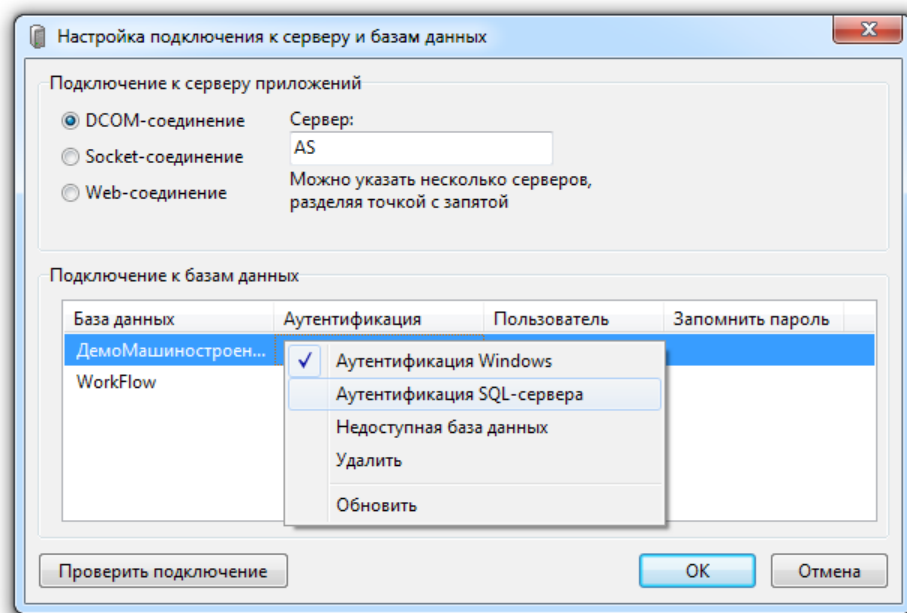 Настройка подключения к серверу и базам данных
Подключение к серверу приложений
DCOM-соединение
Сервер:
Socket-соединение
AS
Web-соединение
Можно указать несколько серверов,
разделяя точкой с запятой
Подключение к базам данных
База данных Аутентификация Пользователь Запомнить пароль
ДемоМашиностроен...
WorkFlow
Аутентификация Windows
Аутентификация SQL-сервера
Недоступная база данных
Удалить
Обновить
Проверить подключение
OK
Отмена